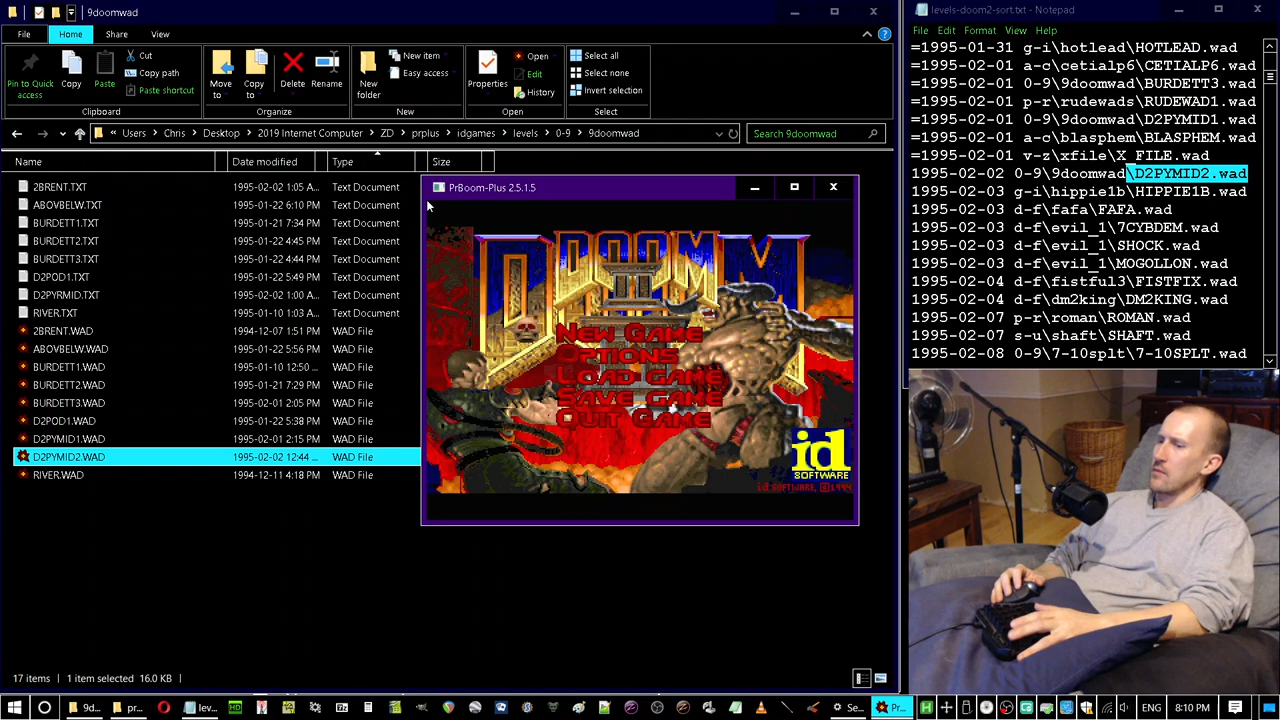 9doomwad
File
Home
Share
View
Pin to Quick access
Copy
Paste
Cut
Copy path
Paste shortcut
Clipboard
Move to
Copy to
Delete
Rename
Organize
New folder
New item
Easy access
New
Properties
Open
Edit
History
Open
Select all
Select none
Invert selection
Select
Users > Chris > Desktop > 2019 Internet Computer > ZD > prplus > idgames > levels > 0-9 > 9doomwad
Search 9doomwad
Name Date modified Type Size
2BRENT.TXT 1995-02-02 1:05 A... Text Document
ABOVBELW.TXT 1995-01-22 6:10 PM Text Document
BURDETT1.TXT 1995-01-21 7:34 PM Text Document
BURDETT2.TXT 1995-01-22 4:45 PM Text Document
BURDETT3.TXT 1995-01-22 4:44 PM Text Document
D2POD1.TXT 1995-01-22 5:49 PM Text Document
D2PYRMID.TXT 1995-02-02 1:00 A... Text Document
RIVER.TXT 1995-01-10 1:03 A... Text Document
2BRENT.WAD 1994-12-07 1:51 PM WAD File
ABOVBELW.WAD 1995-01-22 5:56 PM WAD File
BURDETT1.WAD 1995-01-10 12:50 ... WAD File
BURDETT2.WAD 1995-01-21 7:29 PM WAD File
BURDETT3.WAD 1995-02-01 2:05 PM WAD File
D2POD1.WAD 1995-01-22 5:38 PM WAD File
D2PYMID1.WAD 1995-02-01 2:15 PM WAD File
D2PYMID2.WAD 1995-02-02 12:44 ... WAD File
RIVER.WAD 1994-12-11 4:18 PM WAD File
PrBoom-Plus 2.5.1.5
DOOM
II
New Game
Options
Load Game
Save Game
Quit Game
id
SOFTWARE
id SOFTWARE, ©1994
17 items 1 item selected 16.0 KB
levels-doom2-sort.txt - Notepad
File Edit Format View Help
=1995-01-31 g-i\hotlead\HOTLEAD.wad
=1995-02-01 a-c\cetialp6\CETIALP6.wad
=1995-02-01 0-9\9doomwad\BURDETT3.wad
=1995-02-01 p-r\rudewads\RUDEWAD1.wad
=1995-02-01 0-9\9doomwad\D2PYMID1.wad
=1995-02-01 a-c\blasphem\BLASPHEM.wad
=1995-02-01 v-z\xfile\X_FILE.wad
1995-02-02 0-9\9doomwad\D2PYMID2.wad
1995-02-03 g-i\hippie1b\HIPPIE1B.wad
1995-02-03 d-f\fafa\FAFA.wad
1995-02-03 d-f\evil_1\7CYBDEM.wad
1995-02-03 d-f\evil_1\SHOCK.wad
1995-02-03 d-f\evil_1\MOGOLLON.wad
1995-02-04 d-f\fistful3\FISTFIX.wad
1995-02-04 d-f\dm2king\DM2KING.wad
1995-02-07 p-r\roman\ROMAN.wad
1995-02-07 s-u\shaft\SHAFT.wad
1995-02-08 0-9\7-10splt\7-10SPLT.wad
9d...
pr...
lev...
Se...
Pr...
ENG
8:10 PM